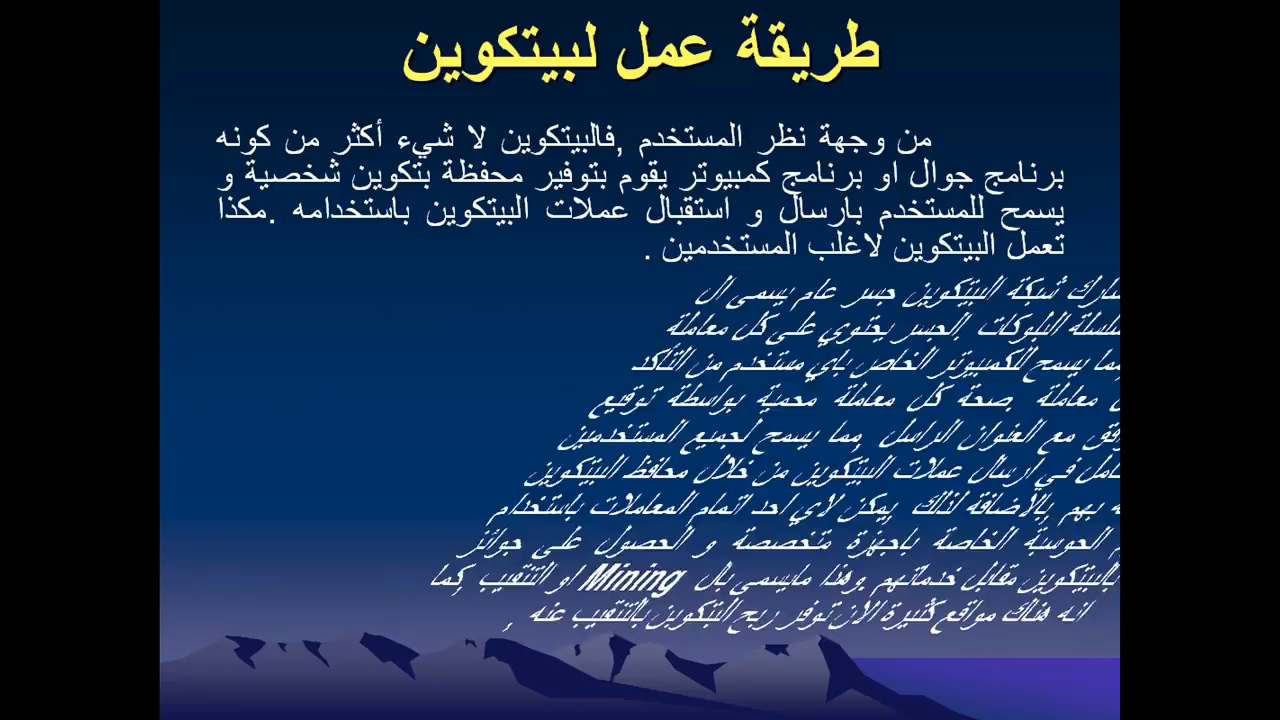 طريقة عمل لبيتكوين
من وجهة نظر المستخدم ,فالبيتكوين لا شيء أكثر من كونه
برنامج جوال او برنامج كمبيوتر يقوم بتوفير محفظة بتكوين شخصية و
يسمح للمستخدم بارسال و استقبال عملات البيتكوين باستخدامه .مكذا
تعمل البيتكوين لاغلب المستخدمين .
شبكة البيتكوين جسر عام يسمى ال
البلوكات .الجسر يحتوي على كل معاملة
مما يسمح للكمبيوتر الخاص باي مستخدم من التأكد
معاملة .صحة كل معاملة محمية بواسطة توقيع
مع العنوان الراسل ,مما يسمح لجميع المستخدمين
في ارسال عملات البيتكوين من خلال محافظ البيتكوين
بهم .بالاضافة لذلك ,يمكن لاي احد اتمام المعاملات باستخدام
الحوسبة الخاصة باجهزة متخصصة و الحصول على جوائز
بالبيتكوين مقابل خدماتهم .وهذا مايسمى بال Mining او التنقيب ,كما
انه هناك مواقع كثيرة الان توفر ربح البتكوين بالتنقيب عنه ,